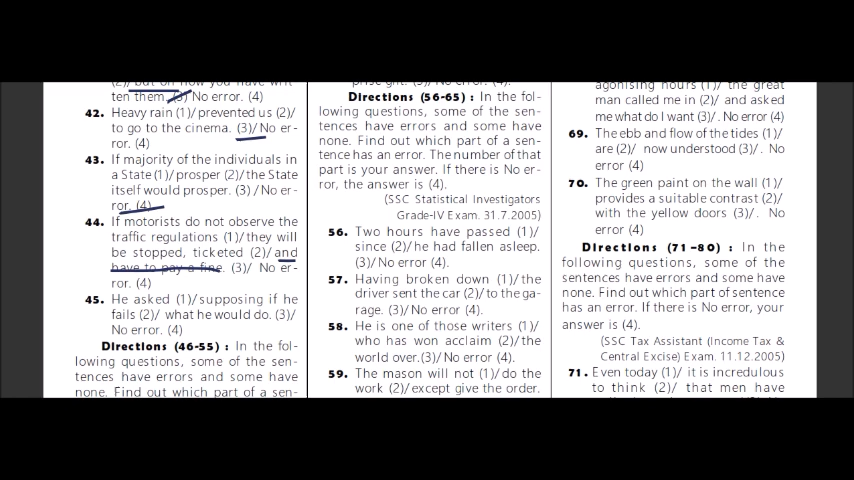 (2)/ but on how you have writ
ten them. (3) No error. (4)
42. Heavy rain (1)/ prevented us (2)/
to go to the cinema. (3)/ No er-
ror. (4)
43. If majority of the individuals in
a State (1)/ prosper (2)/ the State
itself would prosper. (3) / No er-
ror. (4)
44. If motorists do not observe the
traffic regulations (1)/ they will
be stopped, ticketed (2)/ and
have to pay a fine. (3)/ No er-
ror. (4)
45. He asked (1)/ supposing if he
fails (2)/ what he would do. (3)/
No error. (4)
Directions (46-55) : In the fol-
lowing questions, some of the sen-
tences have errors and some have
none. Find out which part of a sen-
prise gift. (3)/ No error. (4).
Directions (56-65) : In the fol-
lowing questions, some of the sen-
tences have errors and some have
none. Find out which part of a sen-
tence has an error. The number of that
part is your answer. If there is No er-
ror, the answer is (4).
(SSC Statistical Investigators
Grade-IV Exam. 31.7.2005)
56. Two hours have passed (1)/
since (2)/ he had fallen asleep.
(3)/ No error (4).
57. Having broken down (1)/ the
driver sent the car (2)/ to the ga-
rage. (3)/ No error (4).
58. He is one of those writers (1)/
who has won acclaim (2)/ the
world over.(3)/ No error (4).
59. The mason will not (1)/ do the
work (2)/ except give the order.
agonising hours (1)/ the great
man called me in (2)/ and asked
me what do I want (3)/. No error (4)
69. The ebb and flow of the tides (1)/
are (2)/ now understood (3)/. No
error (4)
70. The green paint on the wall (1)/
provides a suitable contrast (2)/
with the yellow doors (3)/. No
error (4)
Directions (71-80) : In the
following questions, some of the
sentences have errors and some have
none. Find out which part of sentence
has an error. If there is No error, your
answer is (4).
(SSC Tax Assistant (Income Tax &
Central Excise) Exam. 11.12.2005)
71. Even today (1)/ it is incredulous
to think (2)/ that men have